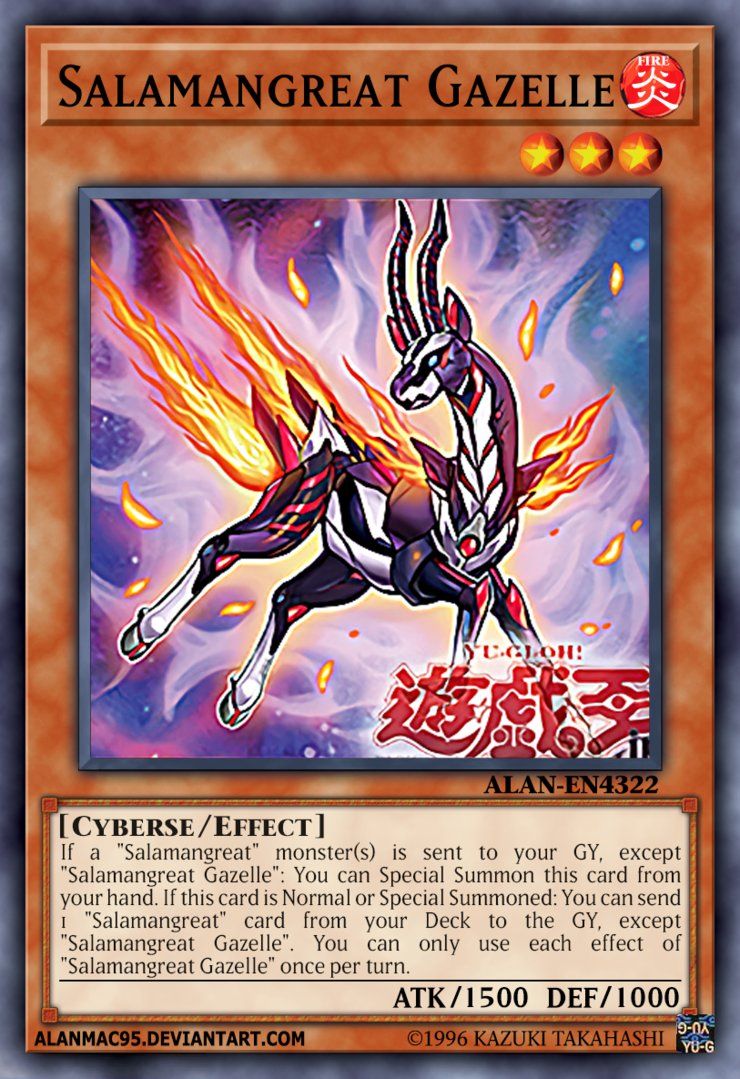 SALAMANGREAT GAZELLE
FIRE
炎
YU-GI-OH!
遊戯王
ALAN-EN4322
[CYBERSE/EFFECT]
If a "Salamangreat" monster(s) is sent to your GY, except
"Salamangreat Gazelle": You can Special Summon this card from
your hand. If this card is Normal or Special Summoned: You can send
1 "Salamangreat" card from your Deck to the GY, except
"Salamangreat Gazelle". You can only use each effect of
"Salamangreat Gazelle" once per turn.
ATK/1500 DEF/1000
ALANMAC95.DEVIANTART.COM
©1996 KAZUKI TAKAHASHI